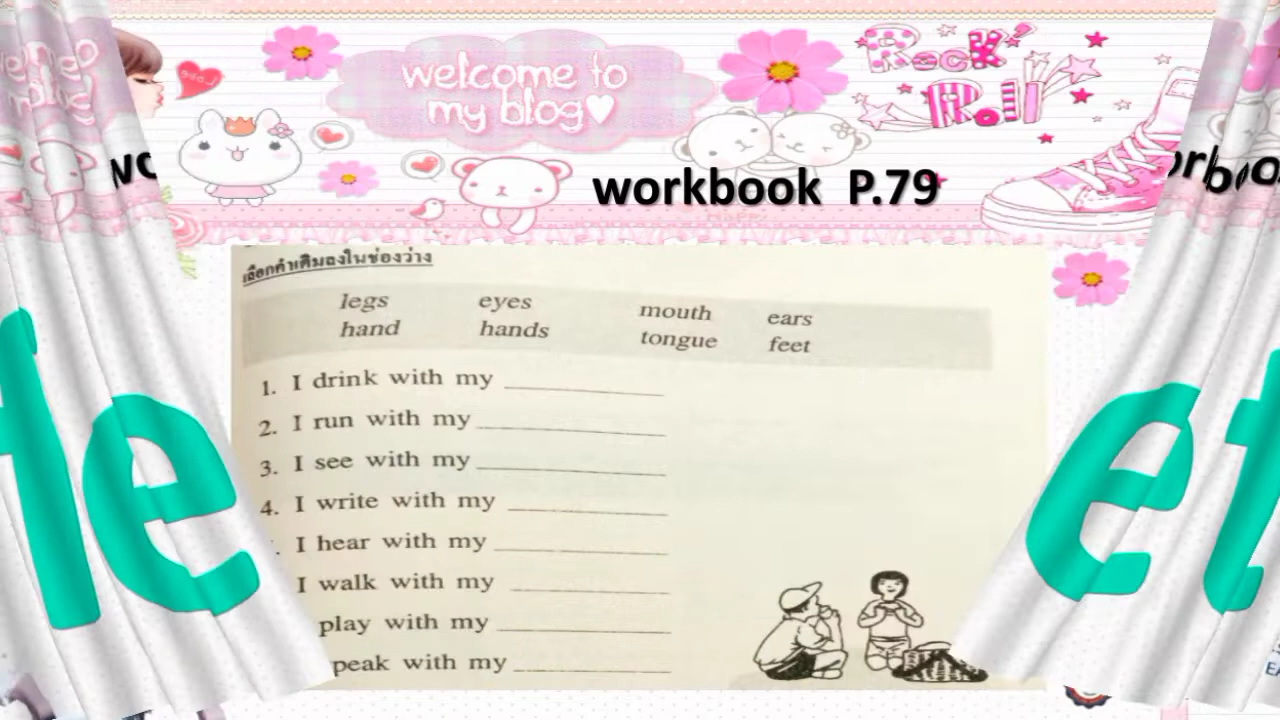 welcome to
my blog♥
Rock'
Roll
Love
workbook P.79
เลือกคำเติมลงในช่องว่าง
legs eyes mouth ears
hand hands tongue feet
1. I drink with my
2. I run with my
3. I see with my
4. I write with my
I hear with my
I walk with my
play with my
peak with my